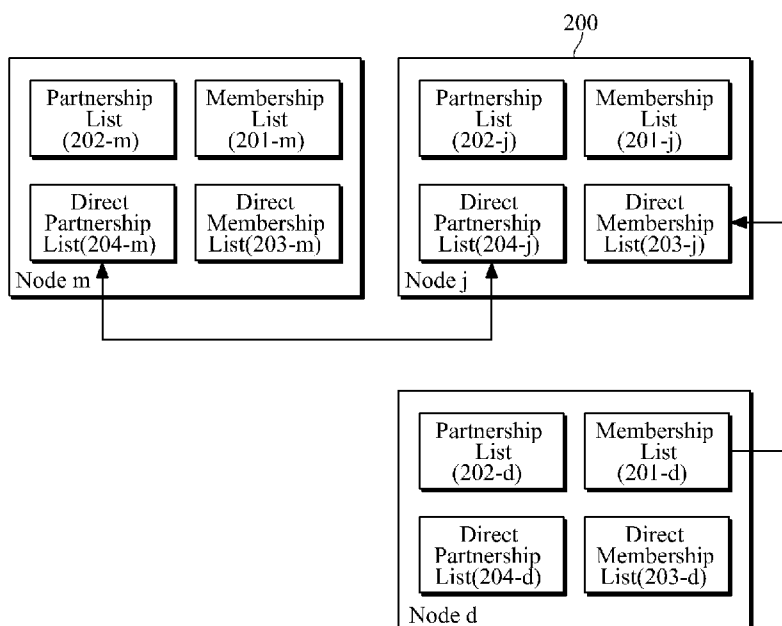 200
Partnership
List
(202-m)
Membership
List
(201-m)
Direct
Partnership
List(204-m)
Direct
Membership
List(203-m)
Node m
Partnership
List
(202-j)
Membership
List
(201-j)
Direct
Partnership
List(204-j)
Direct
Membership
List(203-j)
Node j
Partnership
List
(202-d)
Membership
List
(201-d)
Direct
Partnership
List(204-d)
Direct
Membership
List(203-d)
Node d